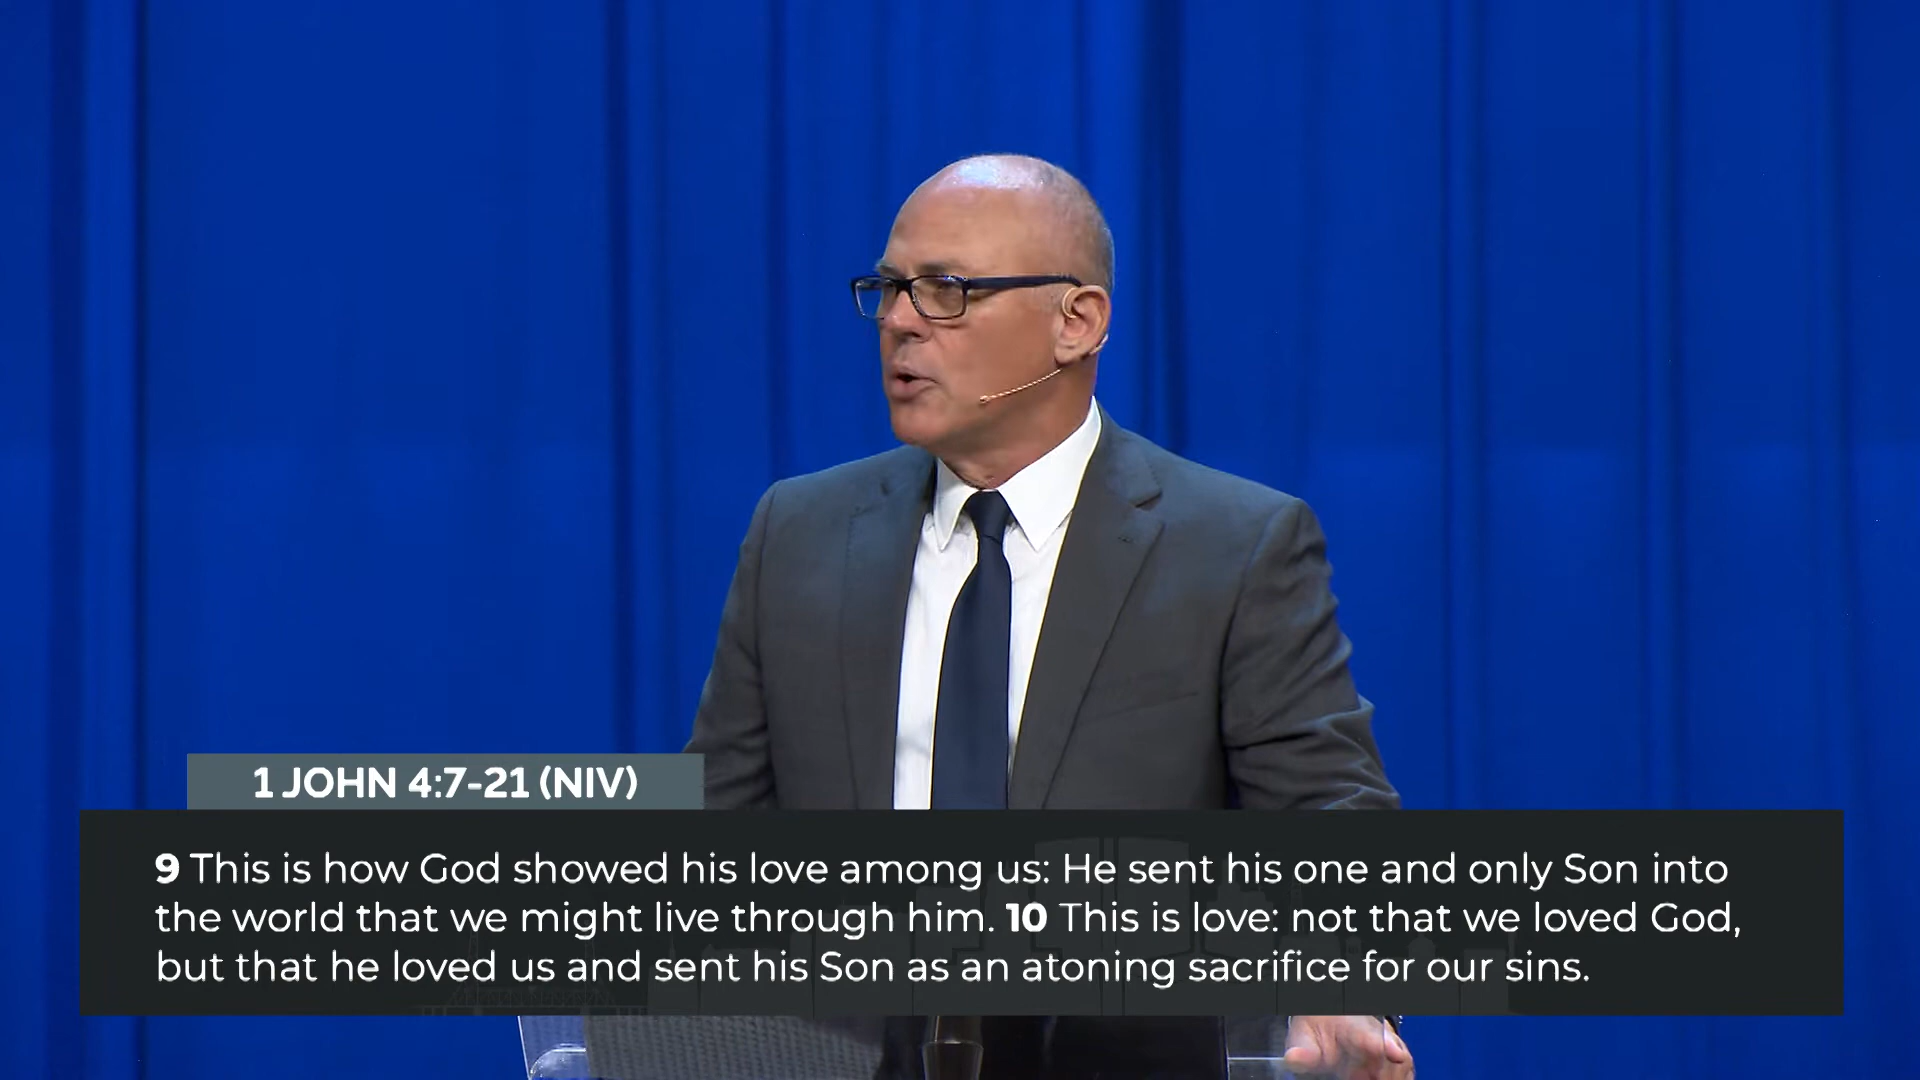 1 JOHN 4:7-21 (NIV)
9 This is how God showed his love among us: He sent his one and only Son into
the world that we might live through him. 10 This is love: not that we loved God,
but that he loved us and sent his Son as an atoning sacrifice for our sins.